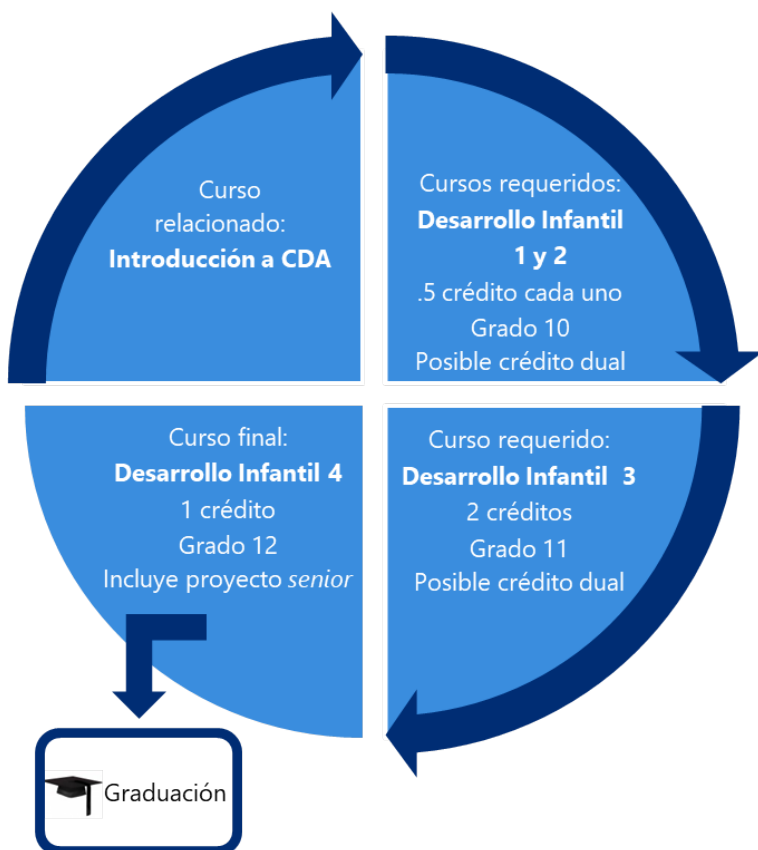 Curso
relacionado:
Introducción a CDA
Cursos requeridos:
Desarrollo Infantil
1 y 2
.5 crédito cada uno
Grado 10
Posible crédito dual
Curso requerido:
Desarrollo Infantil 3
2 créditos
Grado 11
Posible crédito dual
Curso final:
Desarrollo Infantil 4
1 crédito
Grado 12
Incluye proyecto senior
Graduación